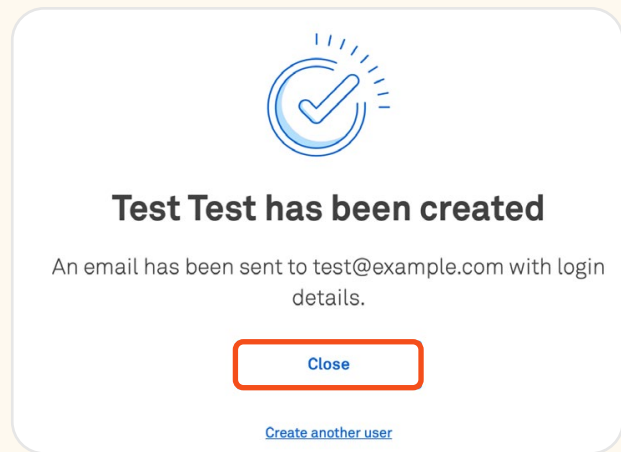 Test Test has been created
An email has been sent to test@example.com with login
details.
Close
Create another user